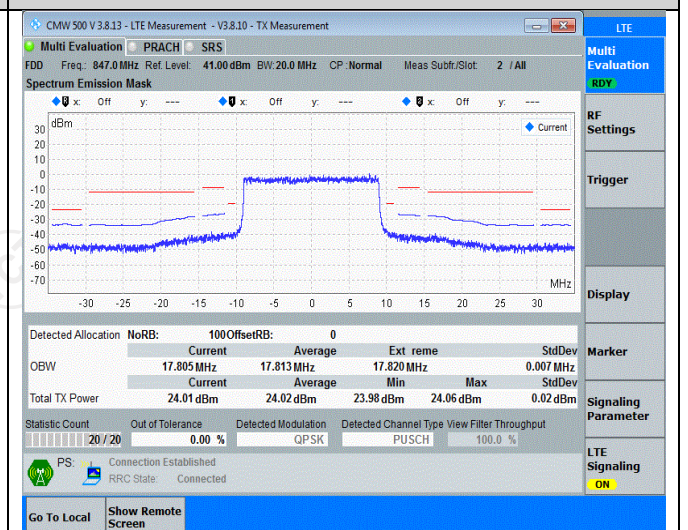 CMW 500 V 3.8.13 - LTE Measurement - V3.8.10 - TX Measurement
LTE
Multi Evaluation PRACH SRS
Multi Evaluation
RDY
FDD Freq.: 847.0 MHz Ref. Level: 41.00 dBm BW: 20.0 MHz CP :Normal Meas Subfr./Slot: 2 / All
Spectrum Emission Mask
0 x: Off y: --- 1 x: Off y: --- 0 x: Off y: ---
dBm
Current
30
20
10
0
-10
-20
-30
-40
-50
-60
-70
MHz
-30 -25 -20 -15 -10 -5 0 5 10 15 20 25 30
RF Settings
Trigger
Display
Marker
Signaling Parameter
LTE Signaling
ON
Detected Allocation NoRB: 100 OffsetRB: 0
Current Average Ext reme StdDev
OBW 17.805 MHz 17.813 MHz 17.820 MHz 0.007 MHz
Current Average Min Max StdDev
Total TX Power 24.01 dBm 24.02 dBm 23.98 dBm 24.06 dBm 0.02 dBm
Statistic Count Out of Tolerance Detected Modulation Detected Channel Type View Filter Throughput
20 / 20 0.00 % QPSK PUSCH 100.0 %
PS: Connection Established
RRC State: Connected
Go To Local Show Remote Screen